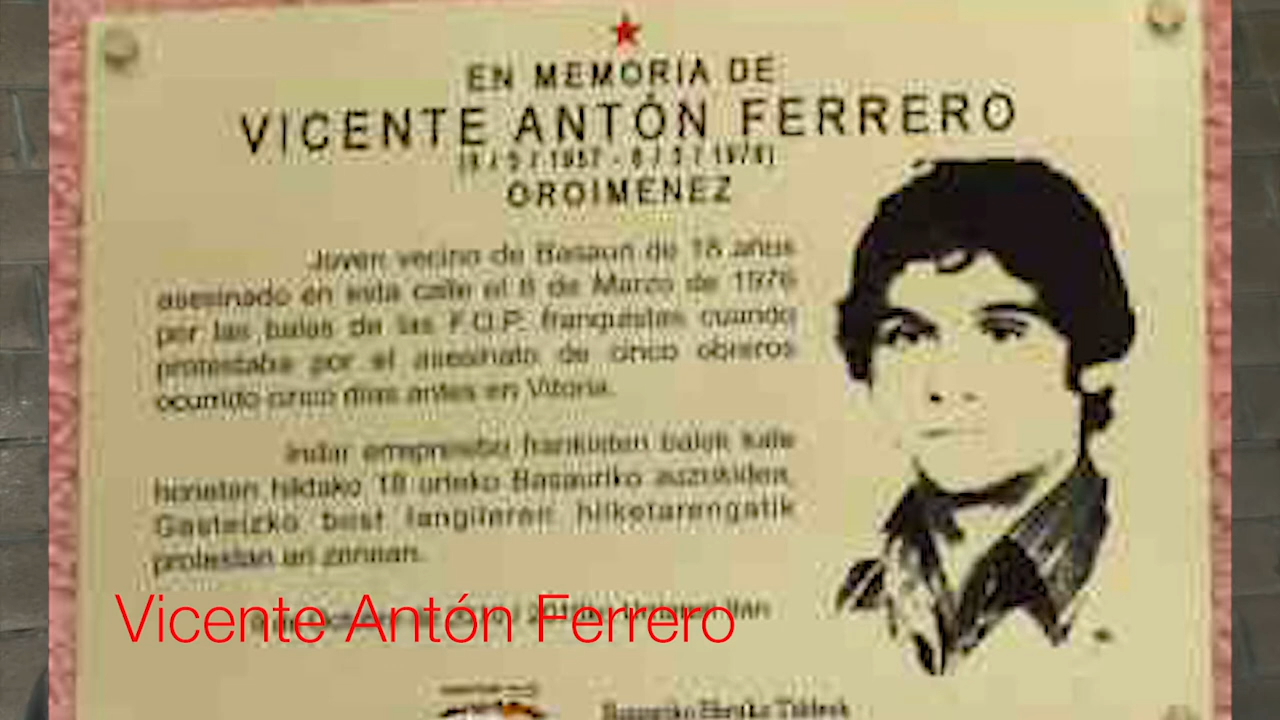 EN MEMORIA DE
VICENTE ANTÓN FERRERO
OROIMENEZ
Joven vecino de Basauri de 18 años
asesinado en esta calle el 8 de Marzo de 1976
por las balas de las F.O.P. franquistas cuando
protestaba por el asesinato de cinco obreros
ocurrido cinco días antes en Vitoria.
Indar errepresibo frankisten balek kale
honetan hildako 18 urteko Basauriko auzokidea,
Gasteizko bost langileren hilketarengatik
protestan ari zenean.
Vicente Antón Ferrero